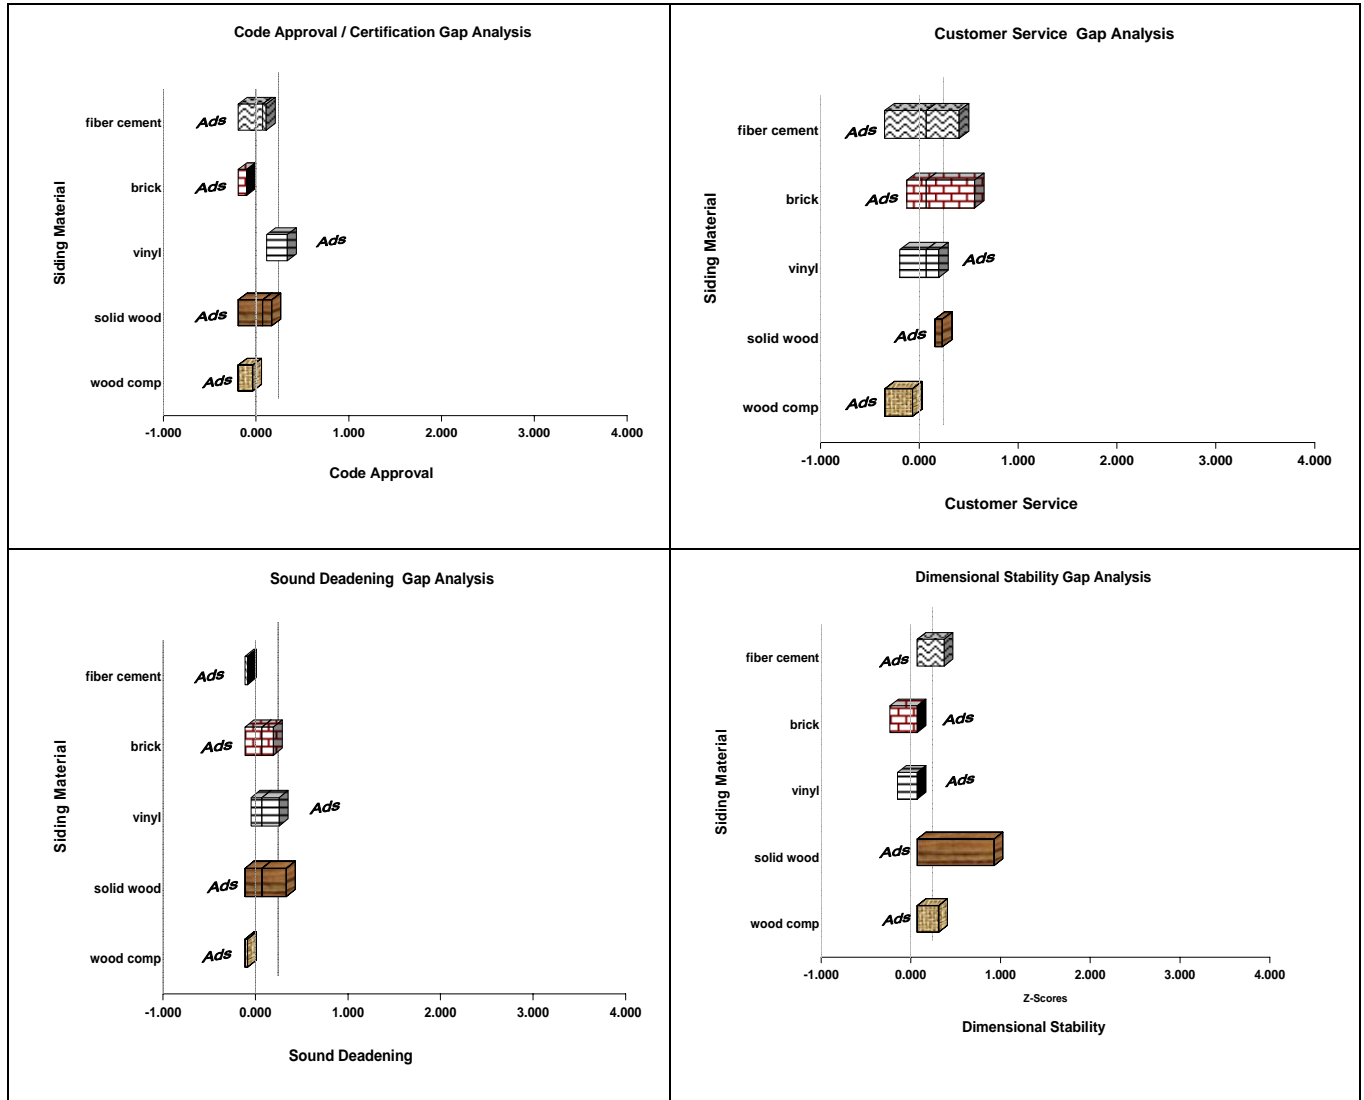 Code Approval / Certification Gap Analysis
Siding Material
fiber cement Ads
brick Ads
vinyl Ads
solid wood Ads
wood comp Ads
-1.000 0.000 1.000 2.000 3.000 4.000
Code Approval
Customer Service Gap Analysis
Siding Material
fiber cement Ads
brick Ads
vinyl Ads
solid wood Ads
wood comp Ads
-1.000 0.000 1.000 2.000 3.000 4.000
Customer Service
Sound Deadening Gap Analysis
Siding Material
fiber cement Ads
brick Ads
vinyl Ads
solid wood Ads
wood comp Ads
-1.000 0.000 1.000 2.000 3.000 4.000
Sound Deadening
Dimensional Stability Gap Analysis
Siding Material
fiber cement Ads
brick Ads
vinyl Ads
solid wood Ads
wood comp Ads
-1.000 0.000 1.000 2.000 3.000 4.000
Z-Scores
Dimensional Stability